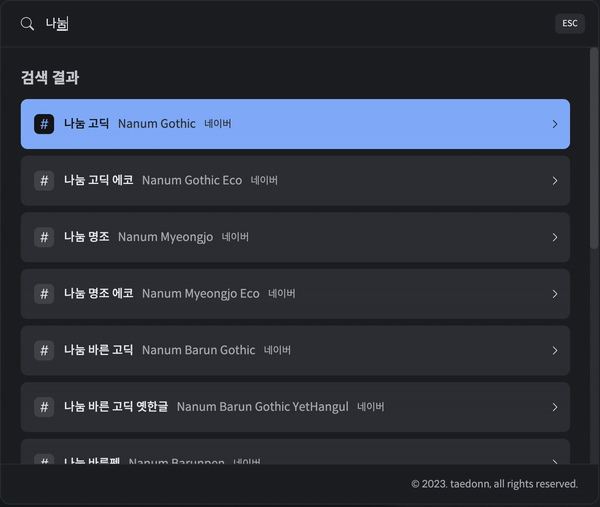 나눔
ESC
검색 결과
# 나눔 고딕 Nanum Gothic 네이버
# 나눔 고딕 에코 Nanum Gothic Eco 네이버
# 나눔 명조 Nanum Myeongjo 네이버
# 나눔 명조 에코 Nanum Myeongjo Eco 네이버
# 나눔 바른 고딕 Nanum Barun Gothic 네이버
# 나눔 바른 고딕 옛한글 Nanum Barun Gothic YetHangul 네이버
# 나눔 바른펜 Nanum Barunpen 네이버
© 2023. taedonn, all rights reserved.